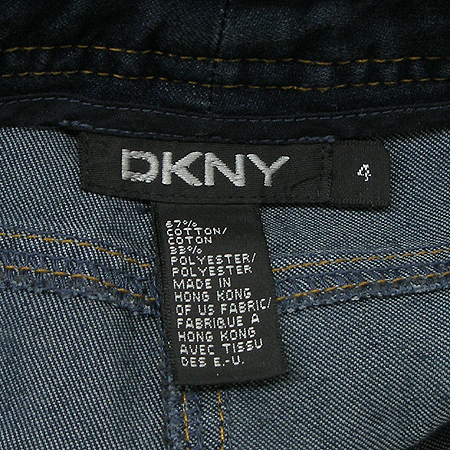 DKNY
4
67%
COTTON/
COTON
33%
POLYESTER/
POLYESTER
MADE IN
HONG KONG
OF US FABRIC/
FABRIQUE A
HONG KONG
AVEC TISSU
DES E.-U.